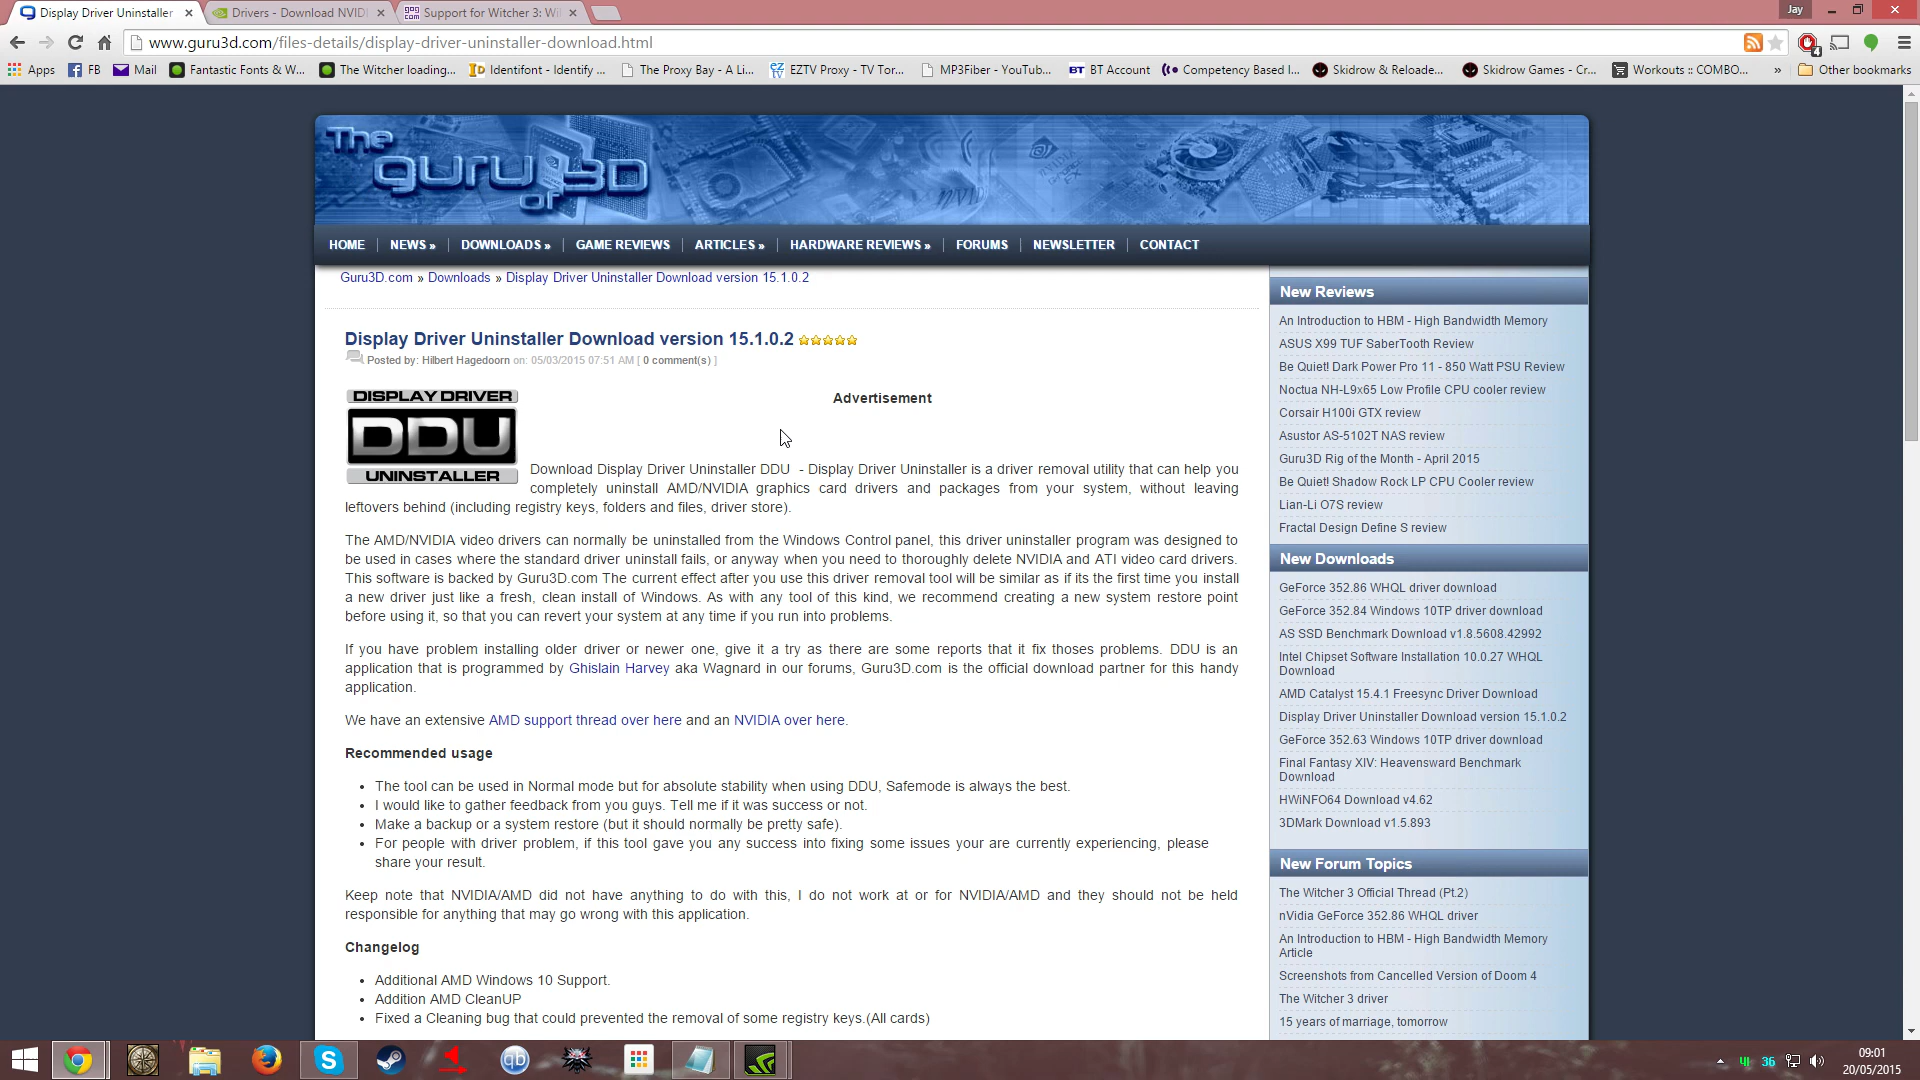 Display Driver Uninstaller
Drivers - Download NVIDI
Support for Witcher 3: Wi
Jay
www.guru3d.com/files-details/display-driver-uninstaller-download.html
Apps
FB
Mail
Fantastic Fonts & W...
The Witcher loading...
Identifont - Identify ...
The Proxy Bay - A Li...
EZTV Proxy - TV Tor...
MP3Fiber - YouTub...
BT Account
Competency Based I...
Skidrow & Reloade...
Skidrow Games - Cr...
Workouts :: COMBO...
»
Other bookmarks
The
guru
of
3D
HOME
NEWS »
DOWNLOADS »
GAME REVIEWS
ARTICLES »
HARDWARE REVIEWS »
FORUMS
NEWSLETTER
CONTACT
Guru3D.com » Downloads » Display Driver Uninstaller Download version 15.1.0.2
Display Driver Uninstaller Download version 15.1.0.2
Posted by: Hilbert Hagedoorn on: 05/03/2015 07:51 AM [ 0 comment(s) ]
DISPLAY DRIVER
DDU
UNINSTALLER
Advertisement
Download Display Driver Uninstaller DDU - Display Driver Uninstaller is a driver removal utility that can help you
completely uninstall AMD/NVIDIA graphics card drivers and packages from your system, without leaving
leftovers behind (including registry keys, folders and files, driver store).
The AMD/NVIDIA video drivers can normally be uninstalled from the Windows Control panel, this driver uninstaller program was designed to
be used in cases where the standard driver uninstall fails, or anyway when you need to thoroughly delete NVIDIA and ATI video card drivers.
This software is backed by Guru3D.com The current effect after you use this driver removal tool will be similar as if its the first time you install
a new driver just like a fresh, clean install of Windows. As with any tool of this kind, we recommend creating a new system restore point
before using it, so that you can revert your system at any time if you run into problems.
If you have problem installing older driver or newer one, give it a try as there are some reports that it fix thoses problems. DDU is an
application that is programmed by Ghislain Harvey aka Wagnard in our forums, Guru3D.com is the official download partner for this handy
application.
We have an extensive AMD support thread over here and an NVIDIA over here.
Recommended usage
• The tool can be used in Normal mode but for absolute stability when using DDU, Safemode is always the best.
• I would like to gather feedback from you guys. Tell me if it was success or not.
• Make a backup or a system restore (but it should normally be pretty safe).
• For people with driver problem, if this tool gave you any success into fixing some issues your are currently experiencing, please
share your result.
Keep note that NVIDIA/AMD did not have anything to do with this, I do not work at or for NVIDIA/AMD and they should not be held
responsible for anything that may go wrong with this application.
Changelog
• Additional AMD Windows 10 Support.
• Addition AMD CleanUP
• Fixed a Cleaning bug that could prevented the removal of some registry keys.(All cards)
New Reviews
An Introduction to HBM - High Bandwidth Memory
ASUS X99 TUF SaberTooth Review
Be Quiet! Dark Power Pro 11 - 850 Watt PSU Review
Noctua NH-L9x65 Low Profile CPU cooler review
Corsair H100i GTX review
Asustor AS-5102T NAS review
Guru3D Rig of the Month - April 2015
Be Quiet! Shadow Rock LP CPU Cooler review
Lian-Li O7S review
Fractal Design Define S review
New Downloads
GeForce 352.86 WHQL driver download
GeForce 352.84 Windows 10TP driver download
AS SSD Benchmark Download v1.8.5608.42992
Intel Chipset Software Installation 10.0.27 WHQL
Download
AMD Catalyst 15.4.1 Freesync Driver Download
Display Driver Uninstaller Download version 15.1.0.2
GeForce 352.63 Windows 10TP driver download
Final Fantasy XIV: Heavensward Benchmark
Download
HWiNFO64 Download v4.62
3DMark Download v1.5.893
New Forum Topics
The Witcher 3 Official Thread (Pt.2)
nVidia GeForce 352.86 WHQL driver
An Introduction to HBM - High Bandwidth Memory
Article
Screenshots from Cancelled Version of Doom 4
The Witcher 3 driver
15 years of marriage, tomorrow
36
09:01
20/05/2015